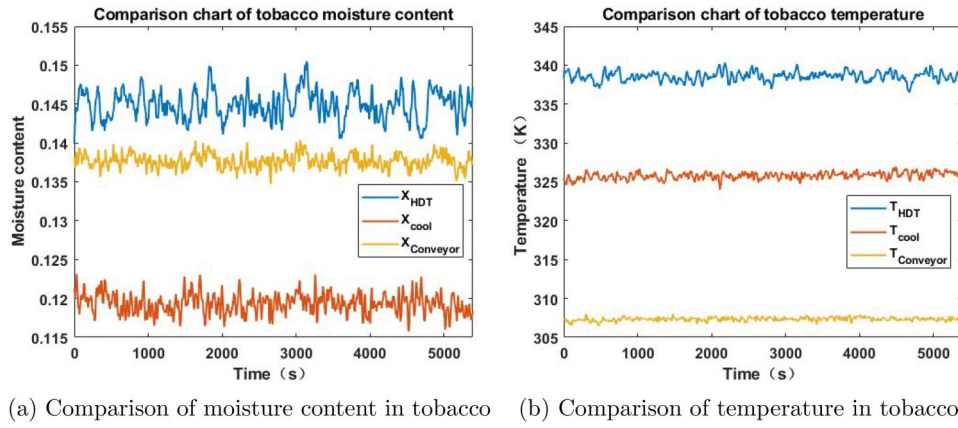 Comparison chart of tobacco moisture content
0.155
0.15
0.145
0.14
0.135
0.13
0.125
0.12
0.115
Moisture content
X_HDT
X_cool
X_Conveyor
0 1000 2000 3000 4000 5000
Time（s）
(a) Comparison of moisture content in tobacco
Comparison chart of tobacco temperature
345
340
335
330
325
320
315
310
305
Temperature（K）
T_HDT
T_cool
T_Conveyor
0 1000 2000 3000 4000 5000
Time（s）
(b) Comparison of temperature in tobacco